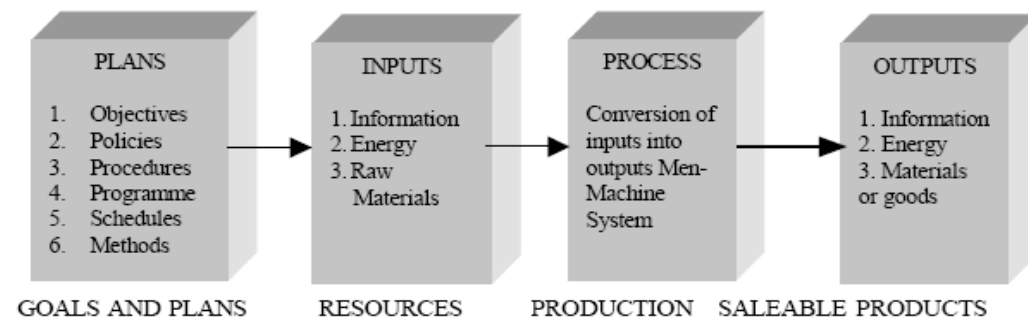 PLANS
1. Objectives
2. Policies
3. Procedures
4. Programme
5. Schedules
6. Methods
INPUTS
1. Information
2. Energy
3. Raw
Materials
PROCESS
Conversion of
inputs into
outputs Men-
Machine
System
OUTPUTS
1. Information
2. Energy
3. Materials
or goods
GOALS AND PLANS
RESOURCES
PRODUCTION
SALEABLE PRODUCTS